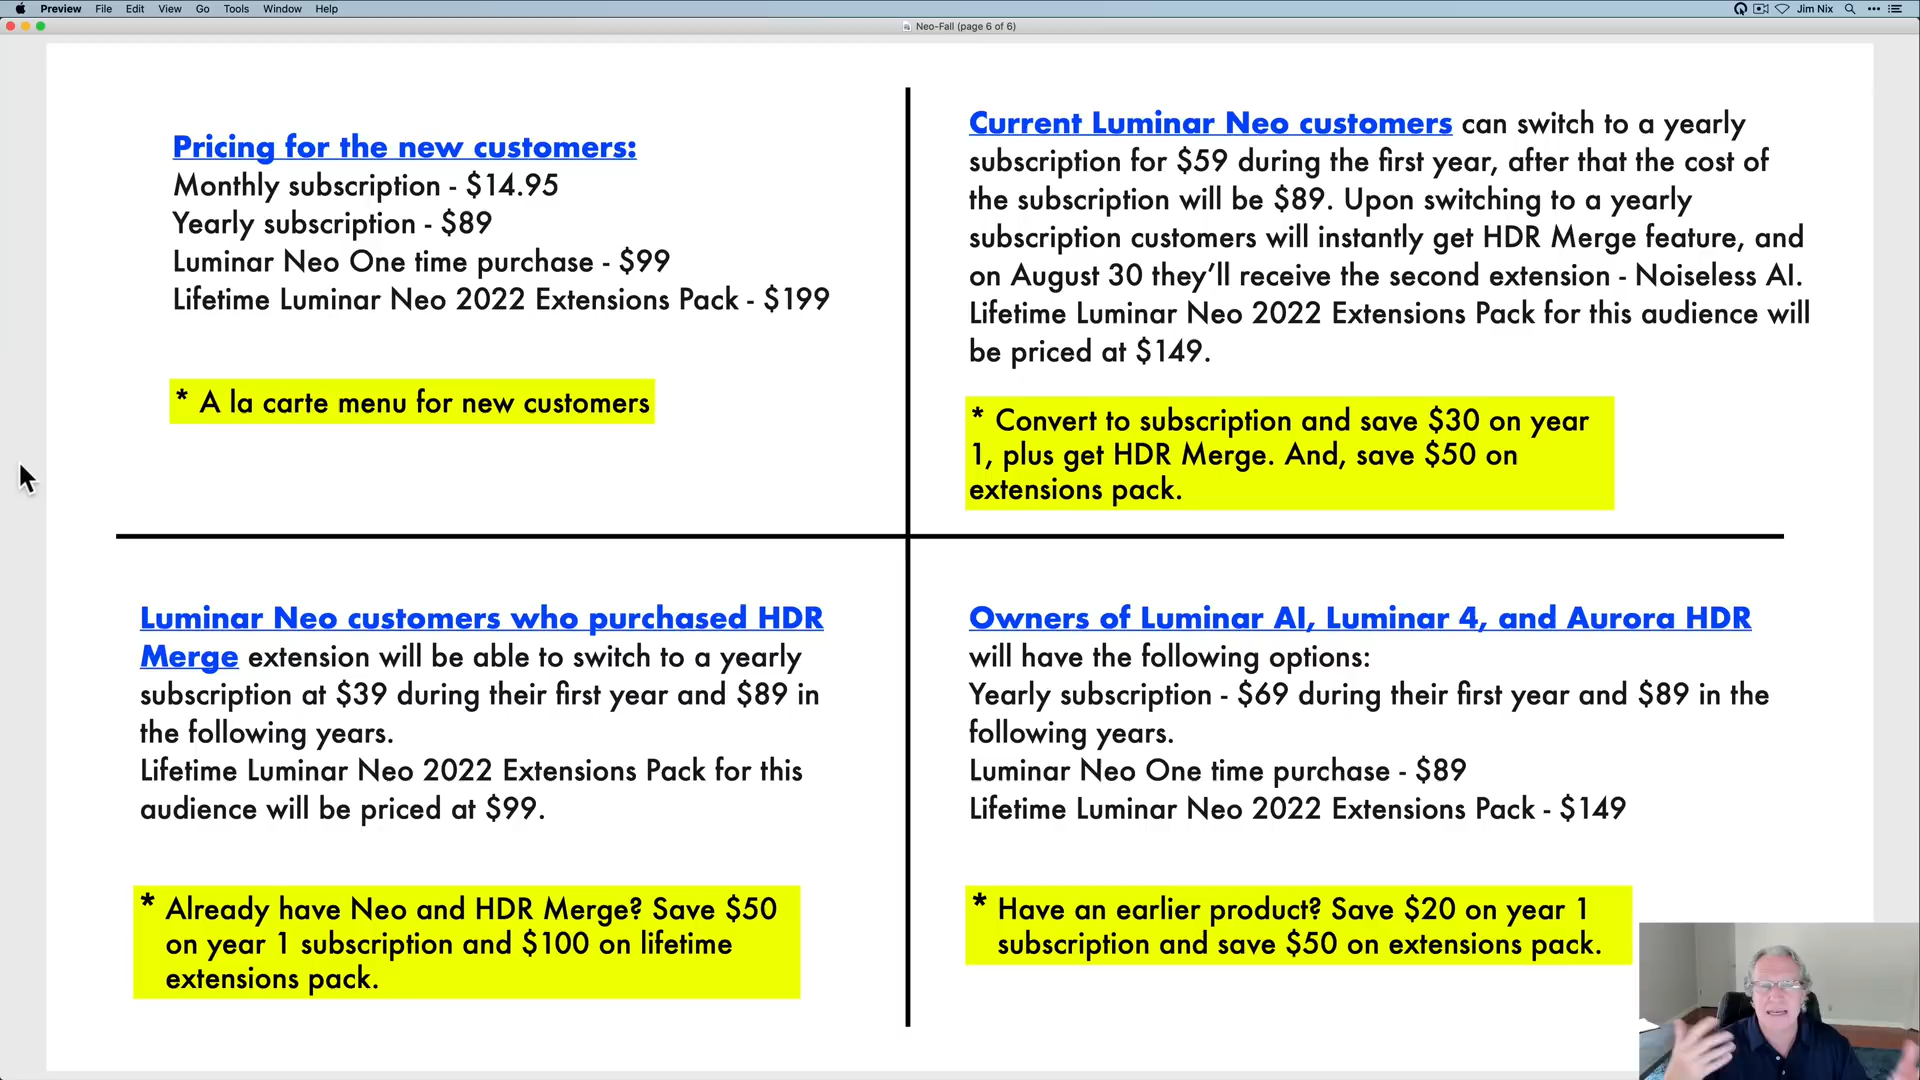 Preview File Edit View Go Tools Window Help Jim Nix
Neo-Fall (page 6 of 6)
Pricing for the new customers:
Monthly subscription - $14.95
Yearly subscription - $89
Luminar Neo One time purchase - $99
Lifetime Luminar Neo 2022 Extensions Pack - $199
* A la carte menu for new customers
Current Luminar Neo customers can switch to a yearly
subscription for $59 during the first year, after that the cost of
the subscription will be $89. Upon switching to a yearly
subscription customers will instantly get HDR Merge feature, and
on August 30 they’ll receive the second extension - Noiseless AI.
Lifetime Luminar Neo 2022 Extensions Pack for this audience will
be priced at $149.
* Convert to subscription and save $30 on year
1, plus get HDR Merge. And, save $50 on
extensions pack.
Luminar Neo customers who purchased HDR
Merge extension will be able to switch to a yearly
subscription at $39 during their first year and $89 in
the following years.
Lifetime Luminar Neo 2022 Extensions Pack for this
audience will be priced at $99.
* Already have Neo and HDR Merge? Save $50
on year 1 subscription and $100 on lifetime
extensions pack.
Owners of Luminar AI, Luminar 4, and Aurora HDR
will have the following options:
Yearly subscription - $69 during their first year and $89 in the
following years.
Luminar Neo One time purchase - $89
Lifetime Luminar Neo 2022 Extensions Pack - $149
* Have an earlier product? Save $20 on year 1
subscription and save $50 on extensions pack.